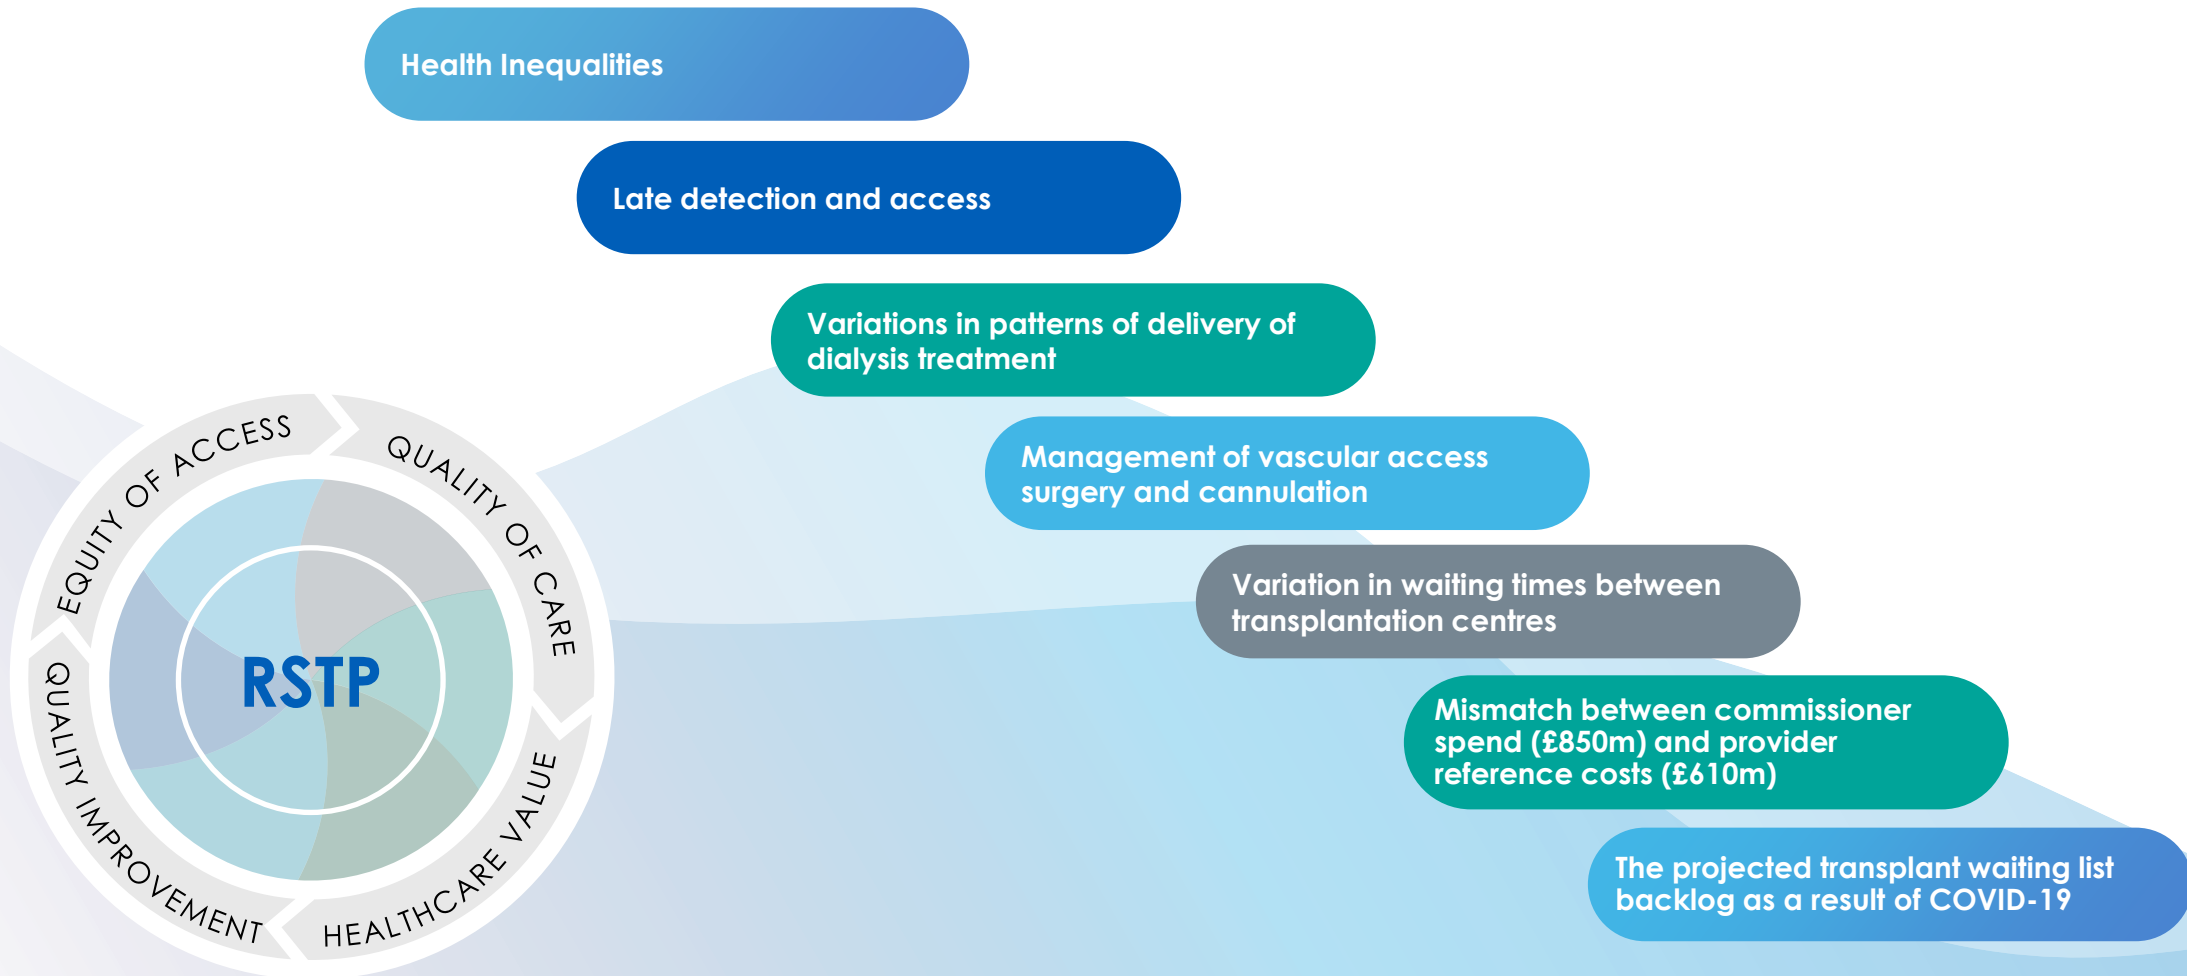 Health Inequalities
Late detection and access
Variations in patterns of delivery of
dialysis treatment
Management of vascular access
surgery and cannulation
Variation in waiting times between
transplantation centres
Mismatch between commissioner
spend (£850m) and provider
reference costs (£610m)
The projected transplant waiting list
backlog as a result of COVID-19
EQUITY OF ACCESS
QUALITY OF CARE
HEALTHCARE VALUE
QUALITY IMPROVEMENT
RSTP